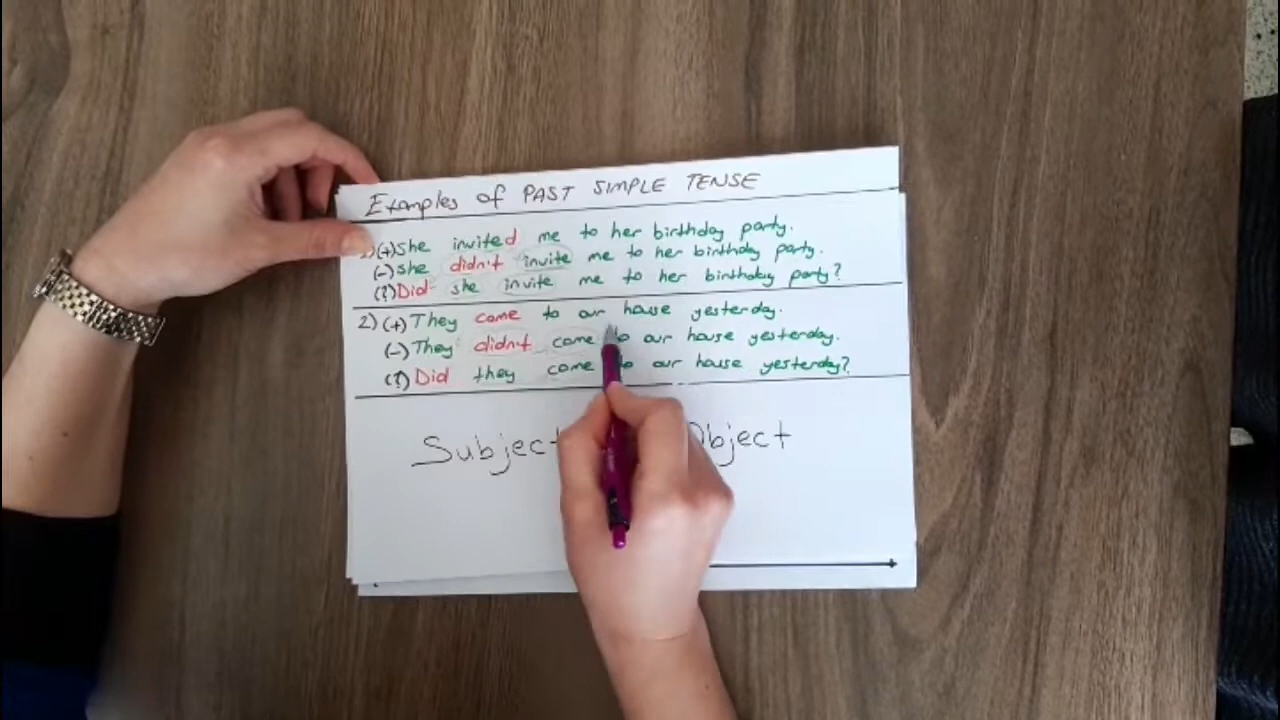 Examples of PAST SIMPLE TENSE
1) (+) She invited me to her birthday party.
(-) She didn't invite me to her birthday party.
(?) Did she invite me to her birthday party?
2) (+) They came to our house yesterday.
(-) They didn't come to our house yesterday.
(?) Did they come to our house yesterday?
Subject Object